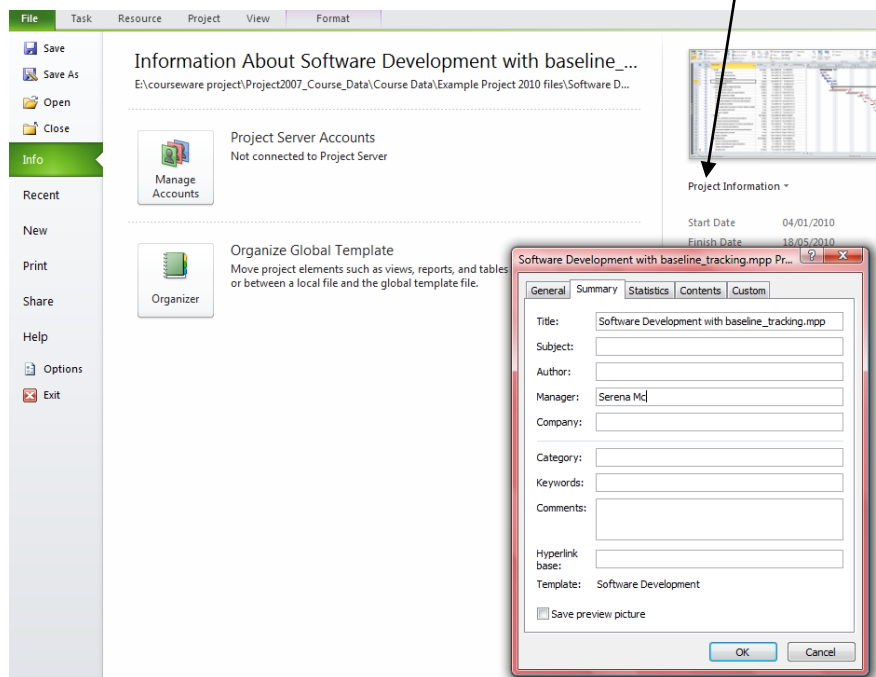 File Task Resource Project View Format
Save
Save As
Open
Close
Info
Recent
New
Print
Share
Help
Options
Exit
Information About Software Development with baseline_...
E:\courseware project\Project2007_Course_Data\Course Data\Example Project 2010 files\Software D...
Manage
Accounts
Project Server Accounts
Not connected to Project Server
Organizer
Organize Global Template
Move project elements such as views, reports, and tables
or between a local file and the global template file.
Project Information
Start Date 04/01/2010
Finish Date 18/05/2010
Software Development with baseline_tracking.mpp Pr...
General Summary Statistics Contents Custom
Title: Software Development with baseline_tracking.mpp
Subject:
Author:
Manager: Serena Mc
Company:
Category:
Keywords:
Comments:
Hyperlink
base:
Template: Software Development
Save preview picture
OK Cancel